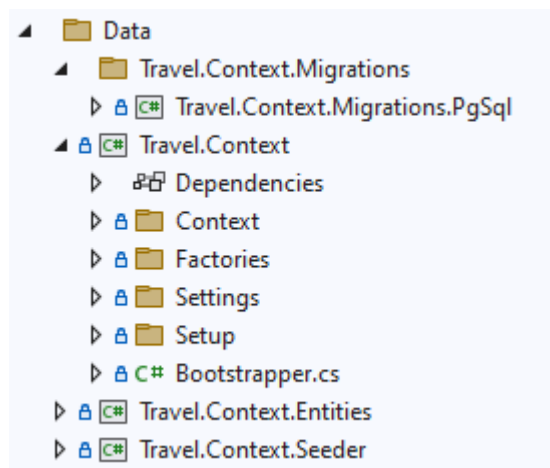 Data
Travel.Context.Migrations
C# Travel.Context.Migrations.PgSql
C# Travel.Context
Dependencies
Context
Factories
Settings
Setup
C# Bootstrapper.cs
C# Travel.Context.Entities
C# Travel.Context.Seeder